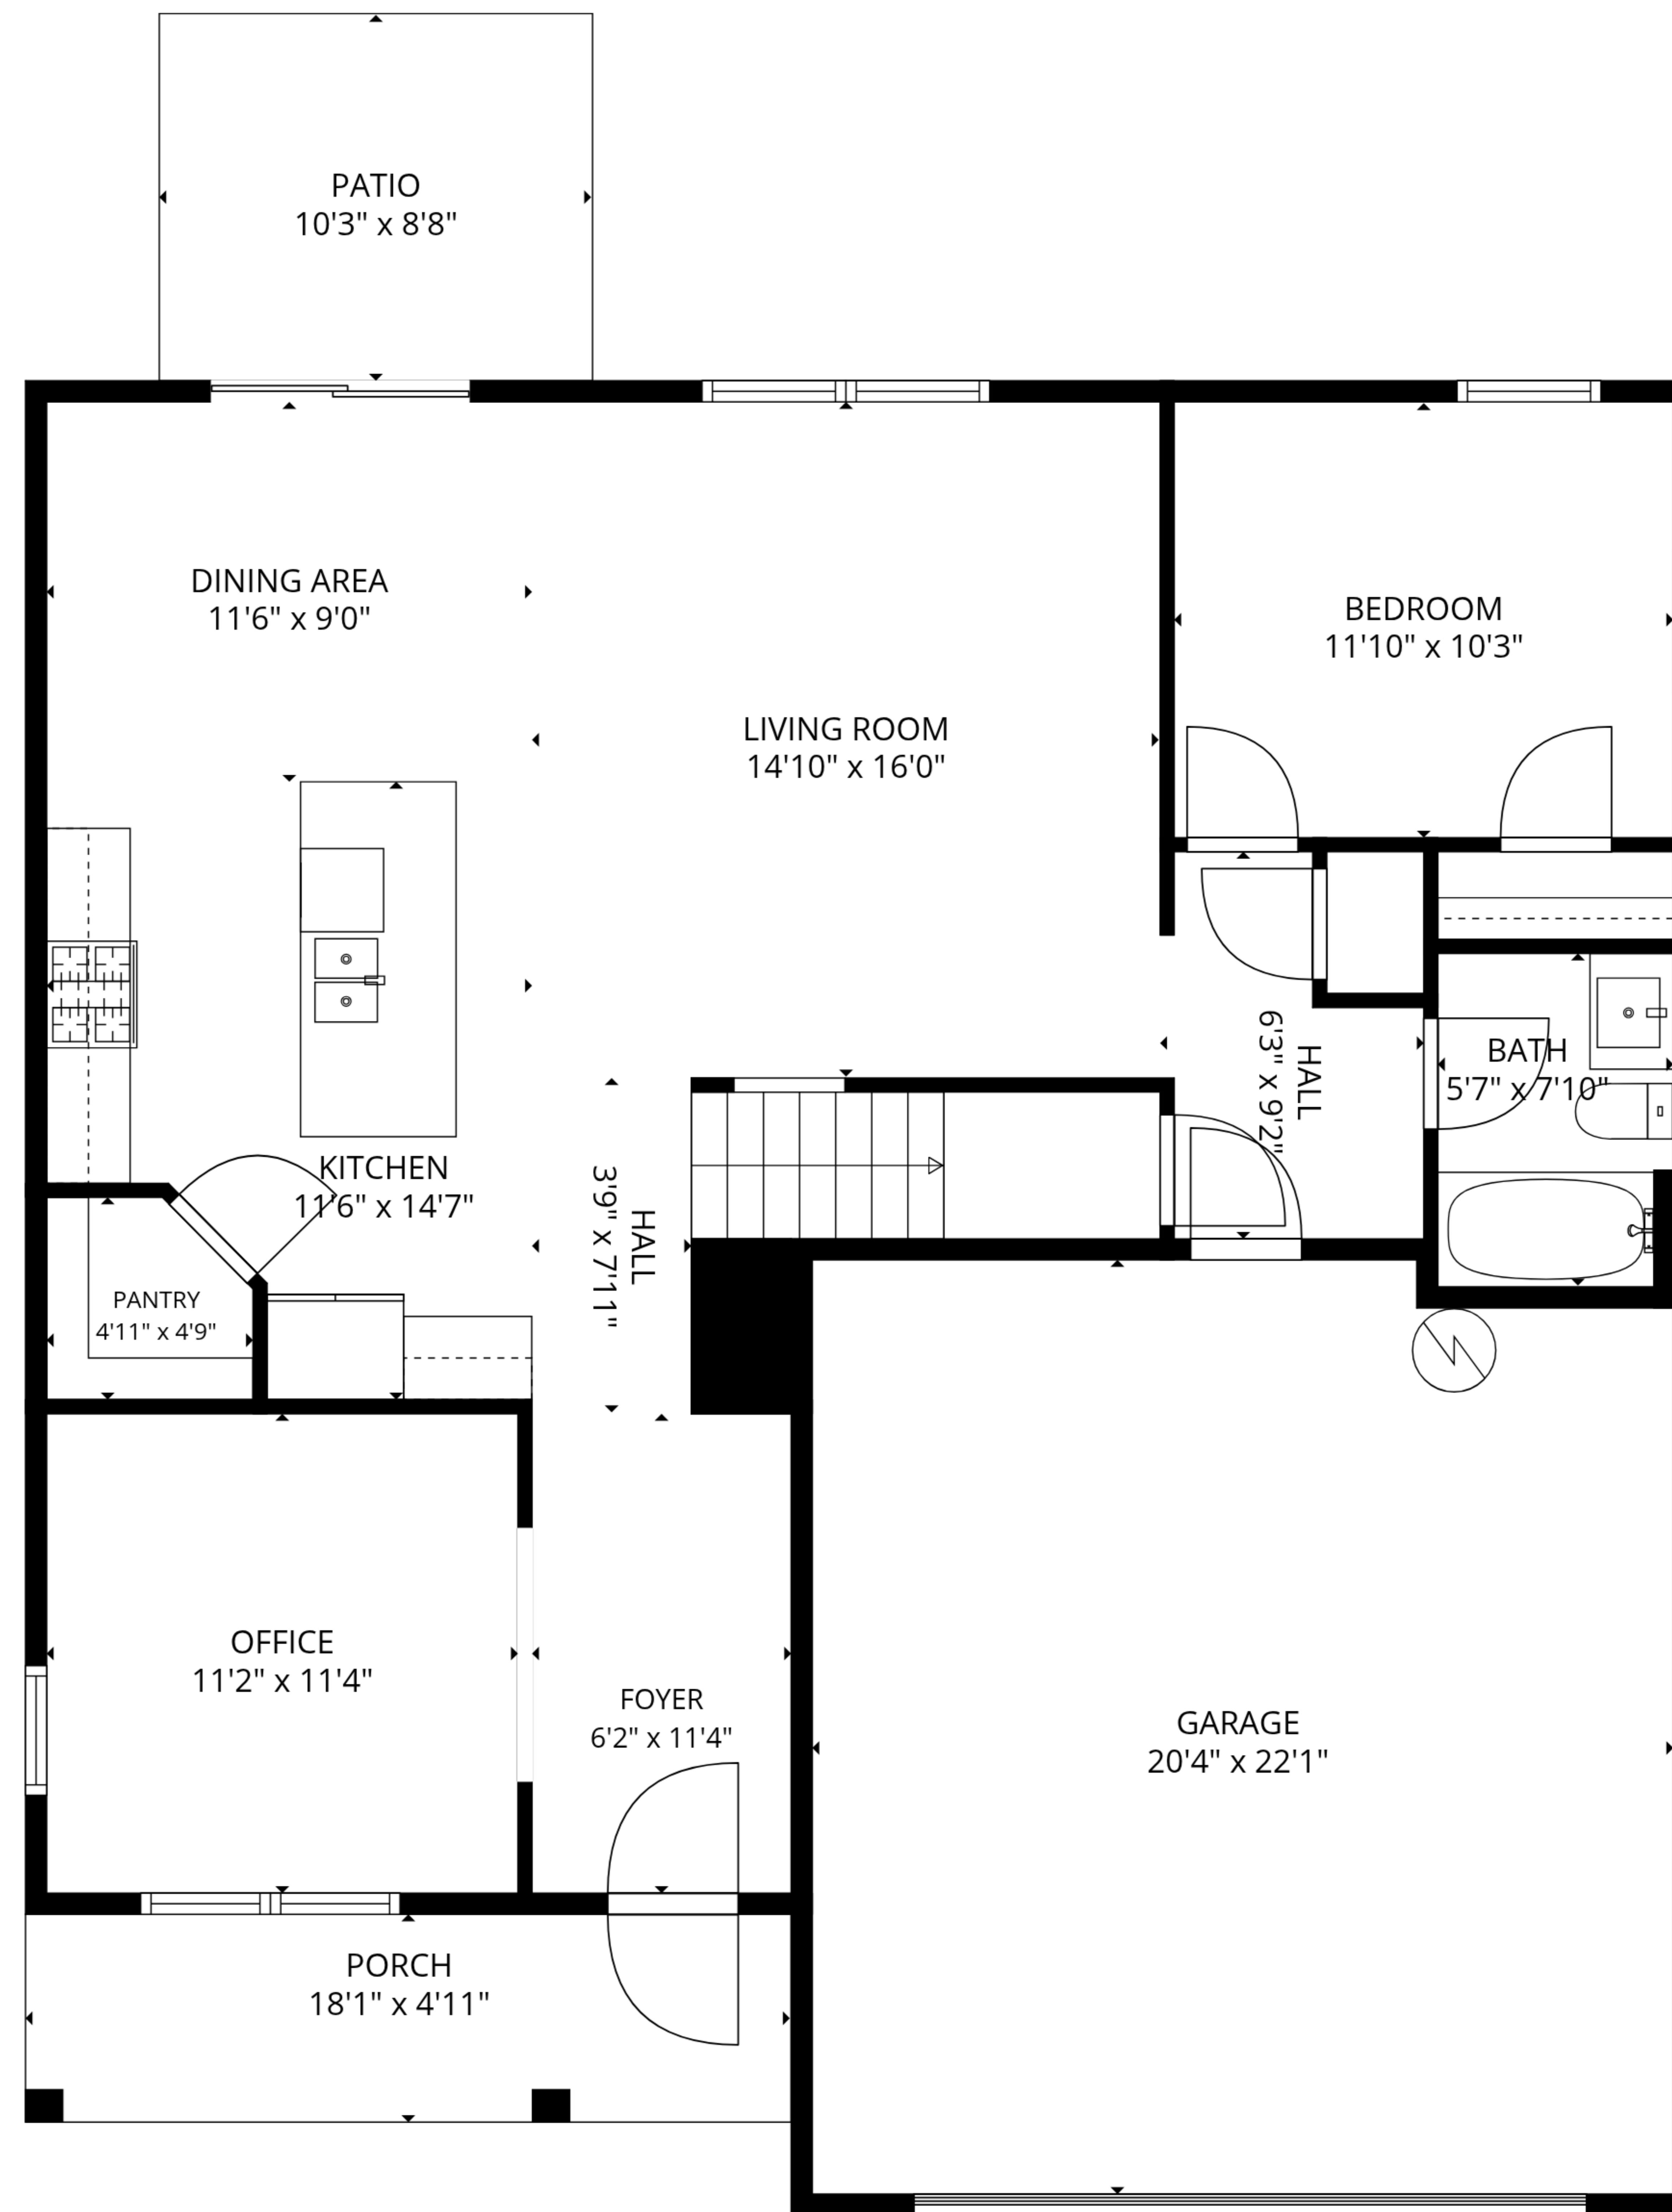 PATIO
10'3" x 8'8"
DINING AREA
11'6" x 9'0"
BEDROOM
11'10" x 10'3"
LIVING ROOM
14'10" x 16'0"
HALL
6'3" x 9'2"
BATH
5'7" x 7'10"
KITCHEN
11'6" x 14'7"
HALL
3'9" x 7'11"
PANTRY
4'11" x 4'9"
OFFICE
11'2" x 11'4"
FOYER
6'2" x 11'4"
GARAGE
20'4" x 22'1"
PORCH
18'1" x 4'11"